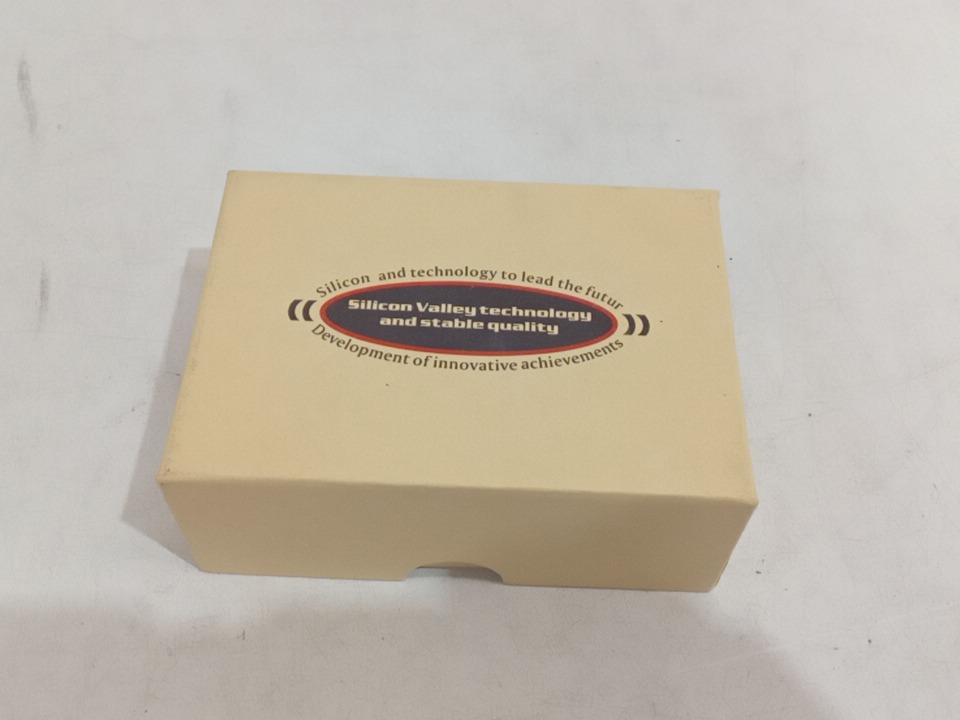 Silicon and technology to lead the futur
Silicon Valley technology
and stable quality
Development of innovative achievements